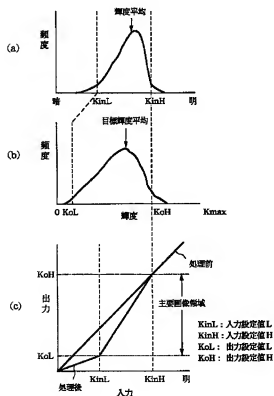 輝度平均
(a)
頻度
暗
KinL
KinH
明
目標輝度平均
(b)
頻度
0 KoL
KoH
Kmax
輝度
処理前
KoH
(c)
出力
主要画像領域
KinL:入力設定値L
KinH:入力設定値H
KoL:出力設定値L
KoH:出力設定値H
KoL
処理後
KinL
KinH
明
入力